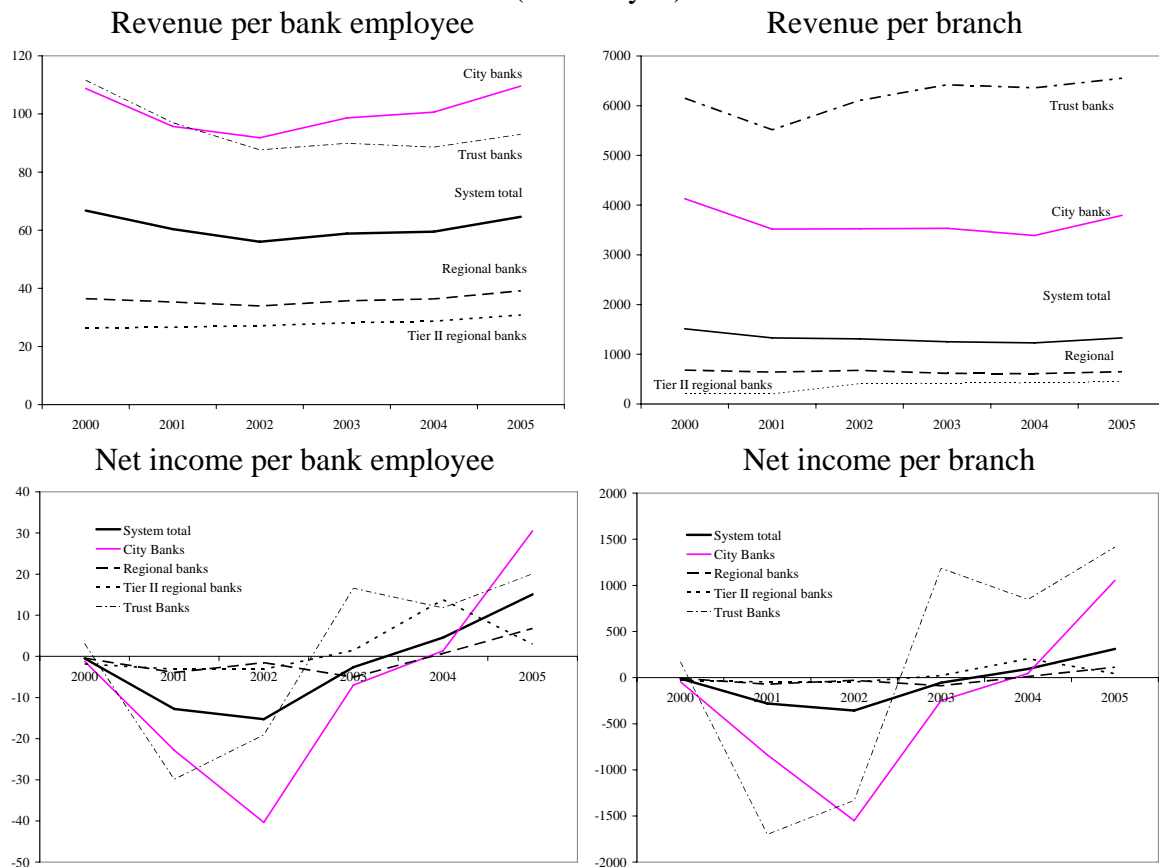 Revenue per bank employee
120
100
80
60
40
20
0
City banks
Trust banks
System total
Regional banks
Tier II regional banks
2000 2001 2002 2003 2004 2005
Revenue per branch
7000
6000
5000
4000
3000
2000
1000
0
Trust banks
City banks
System total
Regional
Tier II regional banks
2000 2001 2002 2003 2004 2005
Net income per bank employee
40
30
20
10
0
-10
-20
-30
-40
-50
System total
City Banks
Regional banks
Tier II regional banks
Trust Banks
2000 2001 2002 2003 2004 2005
Net income per branch
2000
1500
1000
500
0
-500
-1000
-1500
-2000
System total
City Banks
Regional banks
Tier II regional banks
Trust Banks
2000 2001 2002 2003 2004 2005